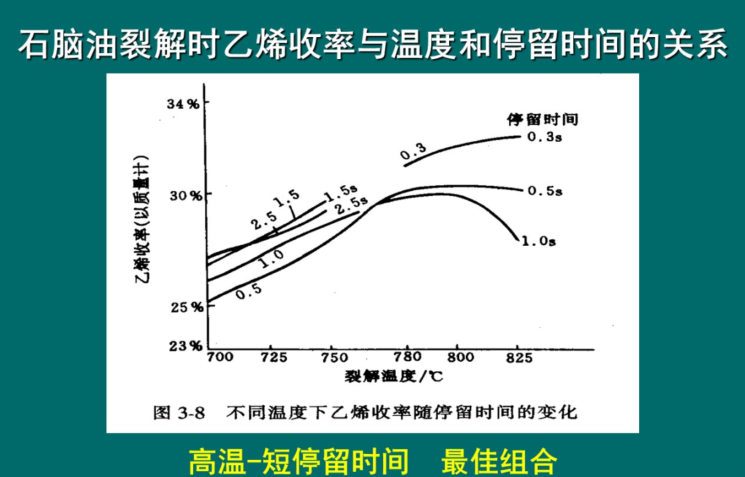 石脑油裂解时乙烯收率与温度和停留时间的关系
34%
30%
25%
23%
乙烯收率(以质量计)
停留时间
0.3
0.3s
1.5
1.5s
2.5
2.5s
0.5s
1.0
1.0s
0.5
700 725 750 780 800 825
裂解温度/℃
图 3-8 不同温度下乙烯收率随停留时间的变化
高温-短停留时间 最佳组合